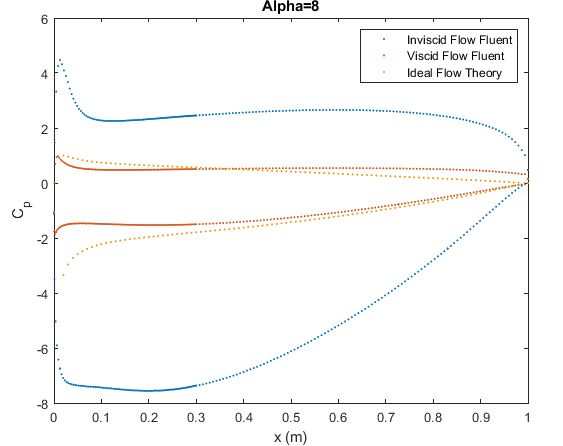 Alpha=8
Inviscid Flow Fluent
Viscid Flow Fluent
Ideal Flow Theory
6
4
2
0
-2
-4
-6
-8
Cp
0 0.1 0.2 0.3 0.4 0.5 0.6 0.7 0.8 0.9 1
x (m)